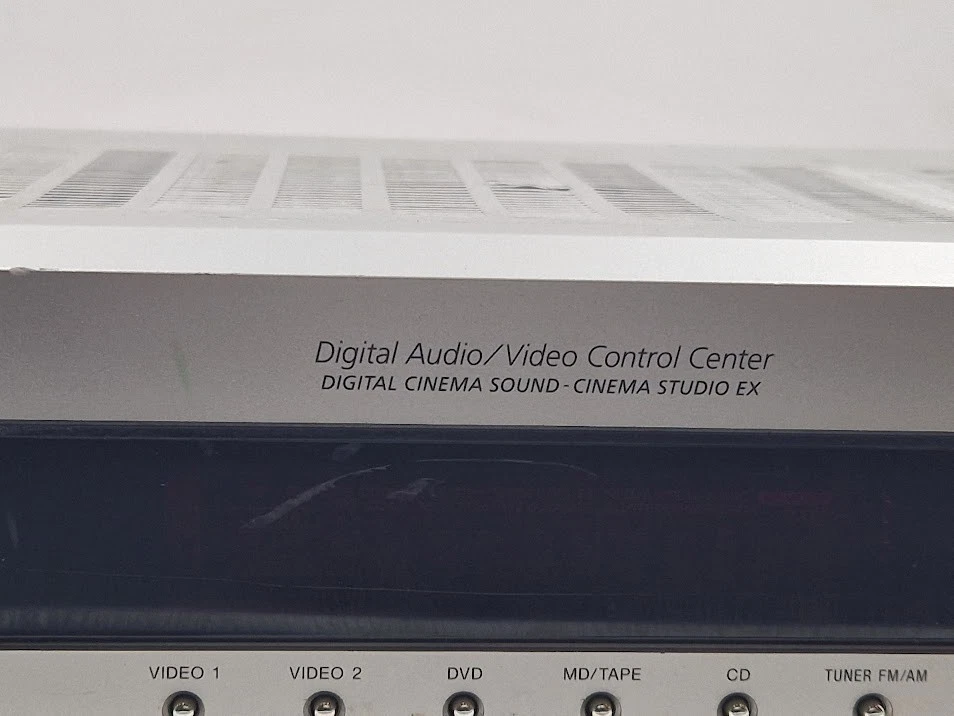 Digital Audio/Video Control Center
DIGITAL CINEMA SOUND - CINEMA STUDIO EX
VIDEO 1 VIDEO 2 DVD MD/TAPE CD TUNER FM/AM